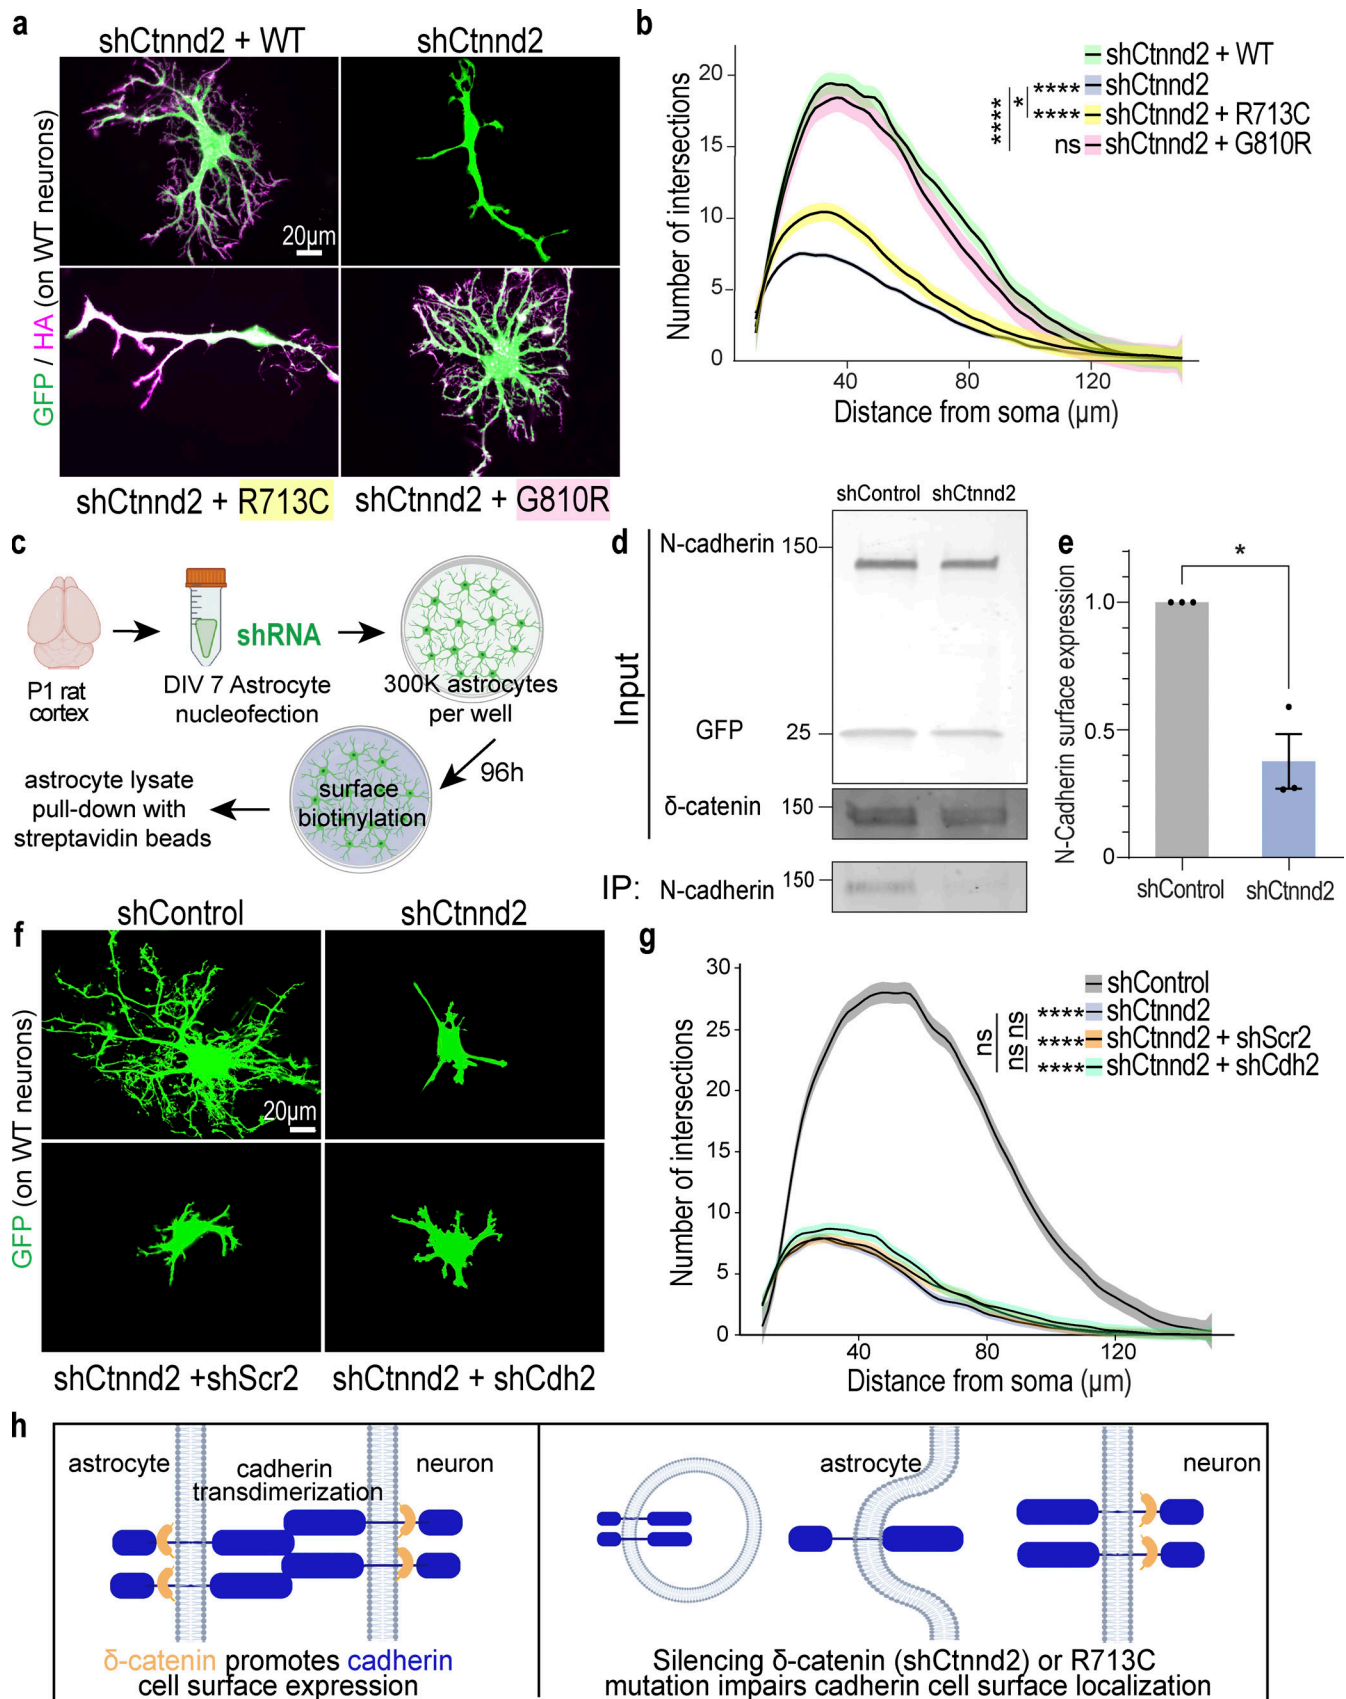 a
shCtnnd2 + WT
shCtnnd2
GFP / HA (on WT neurons)
20µm
shCtnnd2 + R713C
shCtnnd2 + G810R
b
Number of intersections
20
15
10
5
0
40
80
120
Distance from soma (µm)
shCtnnd2 + WT
shCtnnd2
shCtnnd2 + R713C
shCtnnd2 + G810R
****
*
****
****
ns
c
P1 rat
cortex
shRNA
DIV 7 Astrocyte
nucleofection
300K astrocytes
per well
96h
surface
biotinylation
astrocyte lysate
pull-down with
streptavidin beads
d
shControl
shCtnnd2
Input
N-cadherin
150
GFP
25
δ-catenin
150
IP:
N-cadherin
150
e
N-Cadherin surface expression
1.0
0.5
0
*
shControl
shCtnnd2
f
shControl
shCtnnd2
GFP (on WT neurons)
20µm
shCtnnd2 +shScr2
shCtnnd2 + shCdh2
g
Number of intersections
30
25
20
15
10
5
0
40
80
120
Distance from soma (µm)
shControl
shCtnnd2
shCtnnd2 + shScr2
shCtnnd2 + shCdh2
ns
ns
ns
****
****
****
h
astrocyte
cadherin
transdimerization
neuron
δ-catenin promotes cadherin
cell surface expression
astrocyte
neuron
Silencing δ-catenin (shCtnnd2) or R713C
mutation impairs cadherin cell surface localization